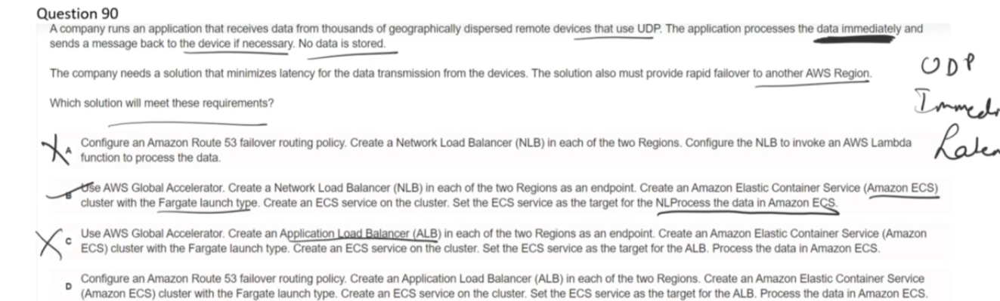 Question 90
A company runs an application that receives data from thousands of geographically dispersed remote devices that use UDP. The application processes the data immediately and
sends a message back to the device if necessary. No data is stored.
The company needs a solution that minimizes latency for the data transmission from the devices. The solution also must provide rapid failover to another AWS Region.
UDP
Which solution will meet these requirements?
Immedi
A Configure an Amazon Route 53 failover routing policy. Create a Network Load Balancer (NLB) in each of the two Regions. Configure the NLB to invoke an AWS Lambda
function to process the data.
Laten
B Use AWS Global Accelerator. Create a Network Load Balancer (NLB) in each of the two Regions as an endpoint. Create an Amazon Elastic Container Service (Amazon ECS)
cluster with the Fargate launch type. Create an ECS service on the cluster. Set the ECS service as the target for the NLProcess the data in Amazon ECS.
C Use AWS Global Accelerator. Create an Application Load Balancer (ALB) in each of the two Regions as an endpoint. Create an Amazon Elastic Container Service (Amazon
ECS) cluster with the Fargate launch type. Create an ECS service on the cluster. Set the ECS service as the target for the ALB. Process the data in Amazon ECS.
D Configure an Amazon Route 53 failover routing policy. Create an Application Load Balancer (ALB) in each of the two Regions. Create an Amazon Elastic Container Service
(Amazon ECS) cluster with the Fargate launch type. Create an ECS service on the cluster. Set the ECS service as the target for the ALB. Process the data in Amazon ECS.